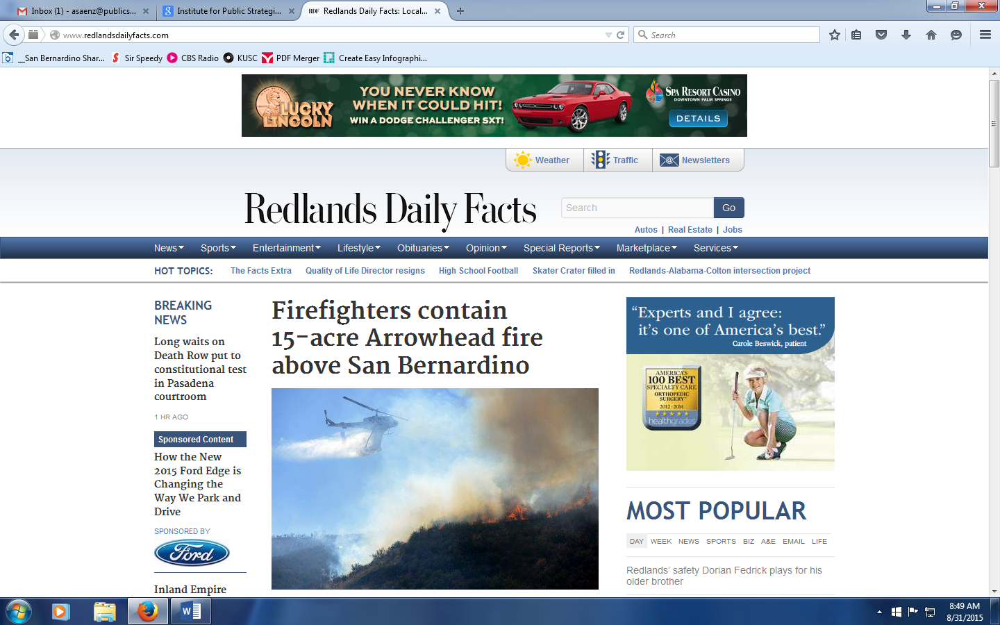 Inbox (1) - asaenz@publics...
Institute for Public Strategi...
RDF Redlands Daily Facts: Local...
www.redlandsdailyfacts.com
Search
__San Bernardino Shar...
Sir Speedy
CBS Radio
KUSC
PDF Merger
Create Easy Infographi...
LUCKY LINCOLN
YOU NEVER KNOW
WHEN IT COULD HIT!
WIN A DODGE CHALLENGER SXT!
SPA RESORT CASINO
DOWNTOWN PALM SPRINGS
DETAILS
Weather
Traffic
Newsletters
Redlands Daily Facts
Search
Go
Autos | Real Estate | Jobs
News Sports Entertainment Lifestyle Obituaries Opinion Special Reports Marketplace Services
HOT TOPICS: The Facts Extra Quality of Life Director resigns High School Football Skater Crater filled in Redlands-Alabama-Colton intersection project
BREAKING
NEWS
Long waits on
Death Row put to
constitutional test
in Pasadena
courtroom
1 HR AGO
Sponsored Content
How the New
2015 Ford Edge is
Changing the
Way We Park and
Drive
SPONSORED BY
Ford
Inland Empire
Firefighters contain
15-acre Arrowhead fire
above San Bernardino
“Experts and I agree:
it’s one of America’s best.”
Carole Beswick, patient
AMERICA'S
100 BEST
SPECIALTY CARE
ORTHOPEDIC
SURGERY™
2012 - 2014
healthgrades
MOST POPULAR
DAY WEEK NEWS SPORTS BIZ A&E EMAIL LIFE
Redlands’ safety Dorian Fedrick plays for his
older brother
8:49 AM
8/31/2015